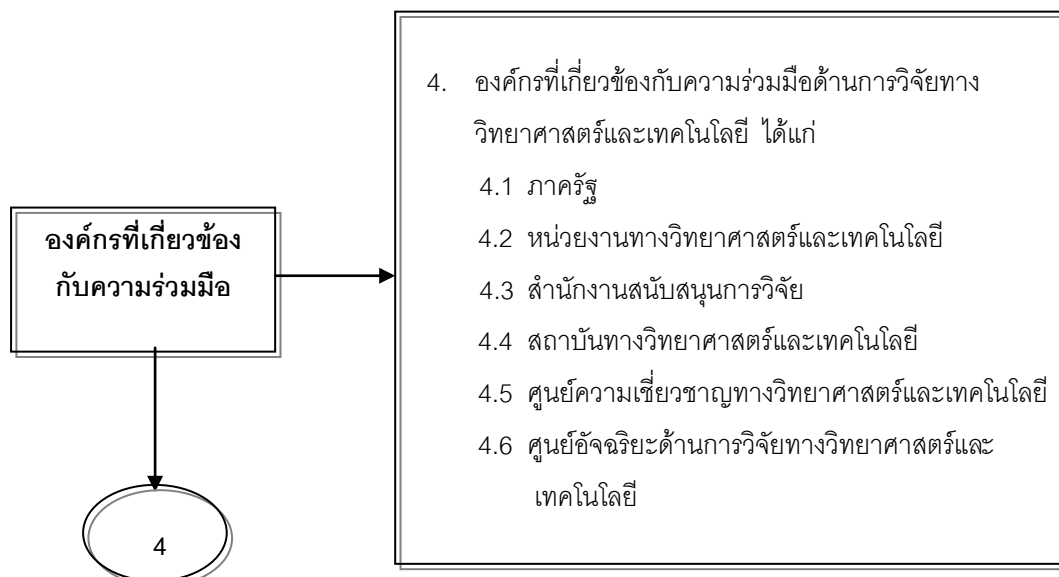 องค์กรที่เกี่ยวข้อง
กับความร่วมมือ
4
4. องค์กรที่เกี่ยวข้องกับความร่วมมือด้านการวิจัยทาง
วิทยาศาสตร์และเทคโนโลยี ได้แก่
4.1 ภาครัฐ
4.2 หน่วยงานทางวิทยาศาสตร์และเทคโนโลยี
4.3 สำนักงานสนับสนุนการวิจัย
4.4 สถาบันทางวิทยาศาสตร์และเทคโนโลยี
4.5 ศูนย์ความเชี่ยวชาญทางวิทยาศาสตร์และเทคโนโลยี
4.6 ศูนย์อัจฉริยะด้านการวิจัยทางวิทยาศาสตร์และ
เทคโนโลยี